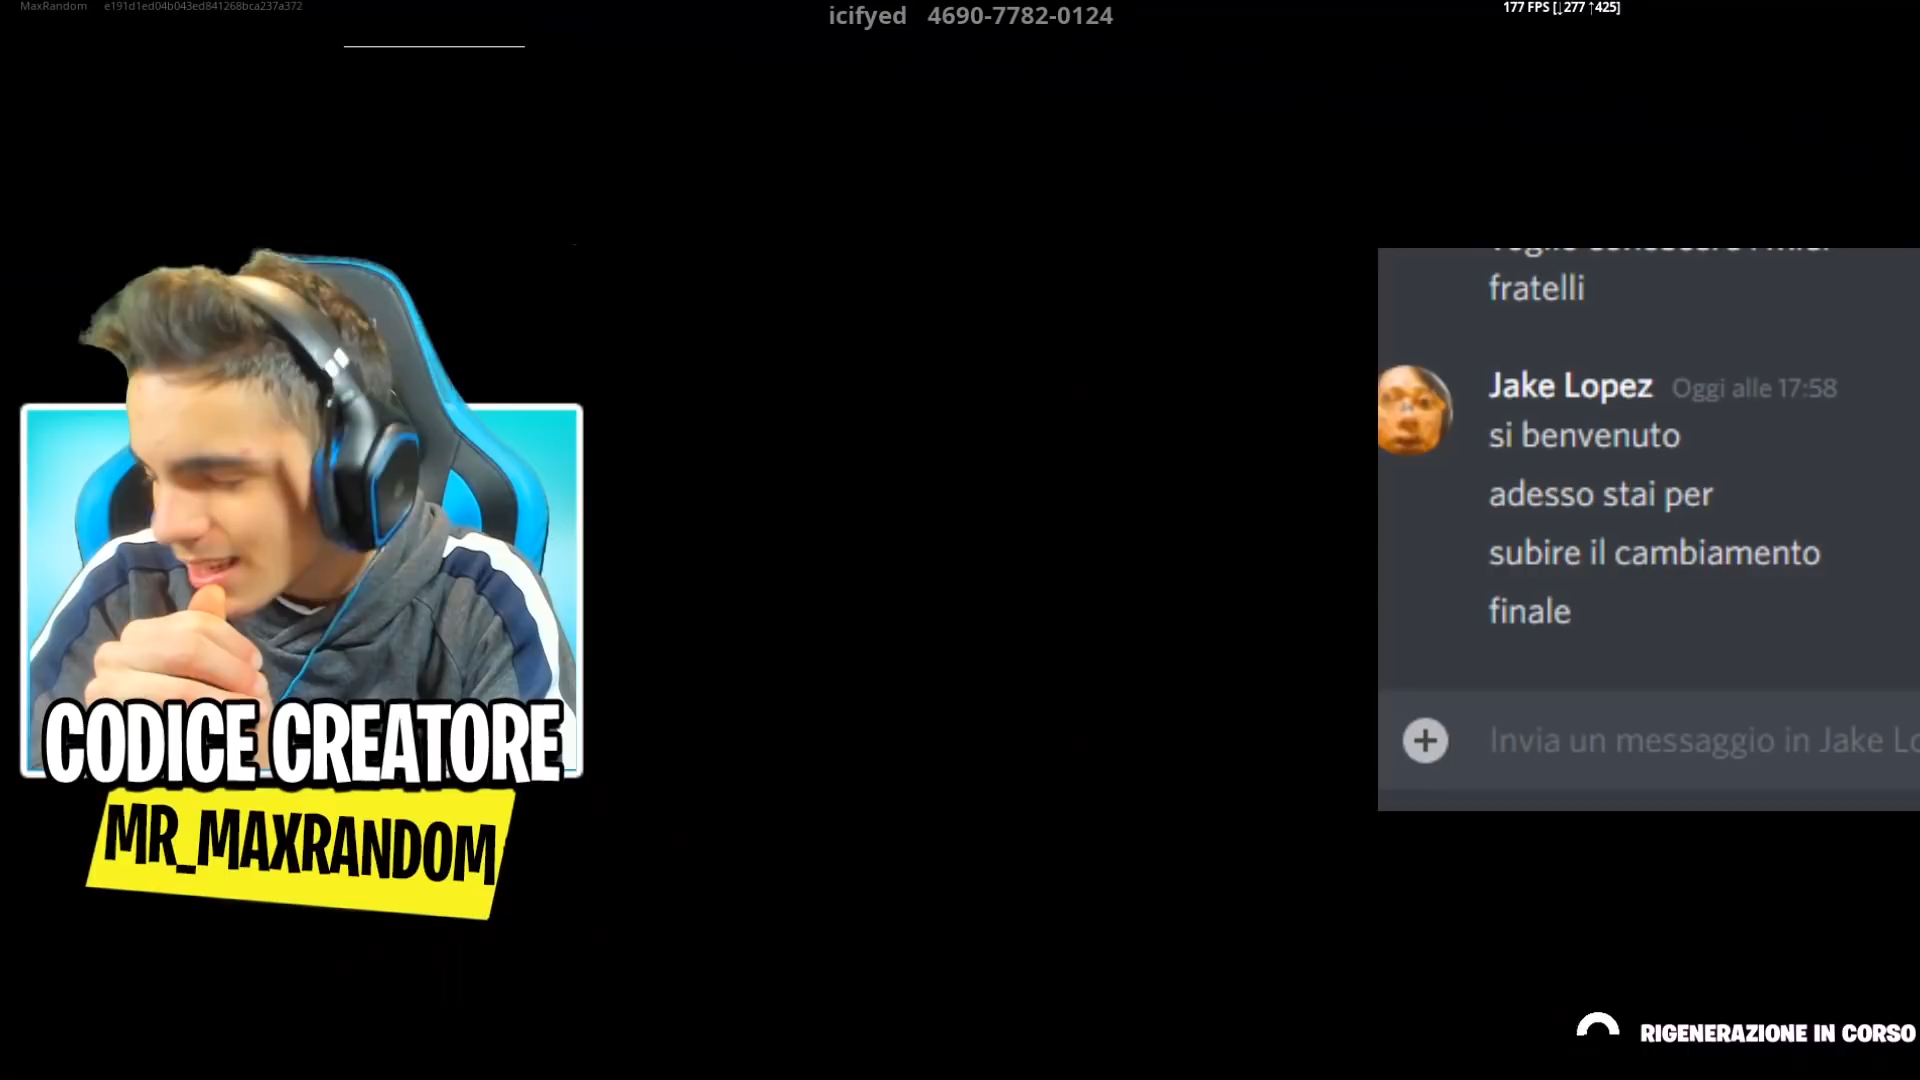 MaxRandom e191d1ed04b043ed841268bca237a372
icifyed 4690-7782-0124
177 FPS [↓277 ↑425]
fratelli
Jake Lopez Oggi alle 17:58
si benvenuto
adesso stai per
subire il cambiamento
finale
Invia un messaggio in Jake Lo
CODICE CREATORE
MR_MAXRANDOM
RIGENERAZIONE IN CORSO